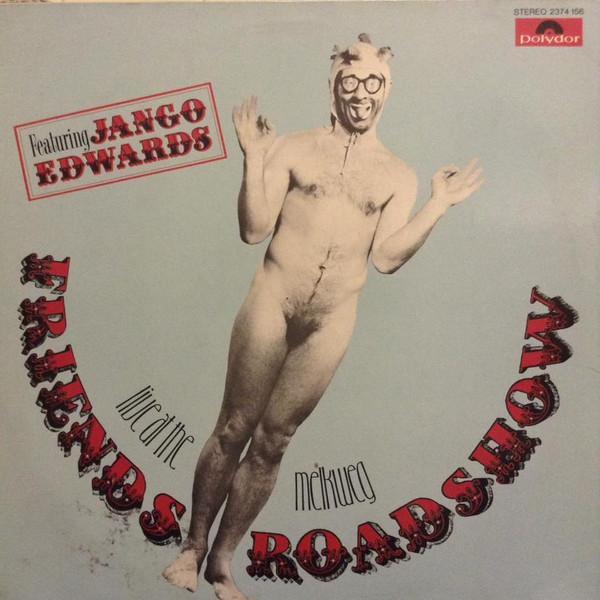 STEREO 2374 156
polydor
Featuring JANGO
EDWARDS
FRIENDS ROADSHOW
live at the
melkweg